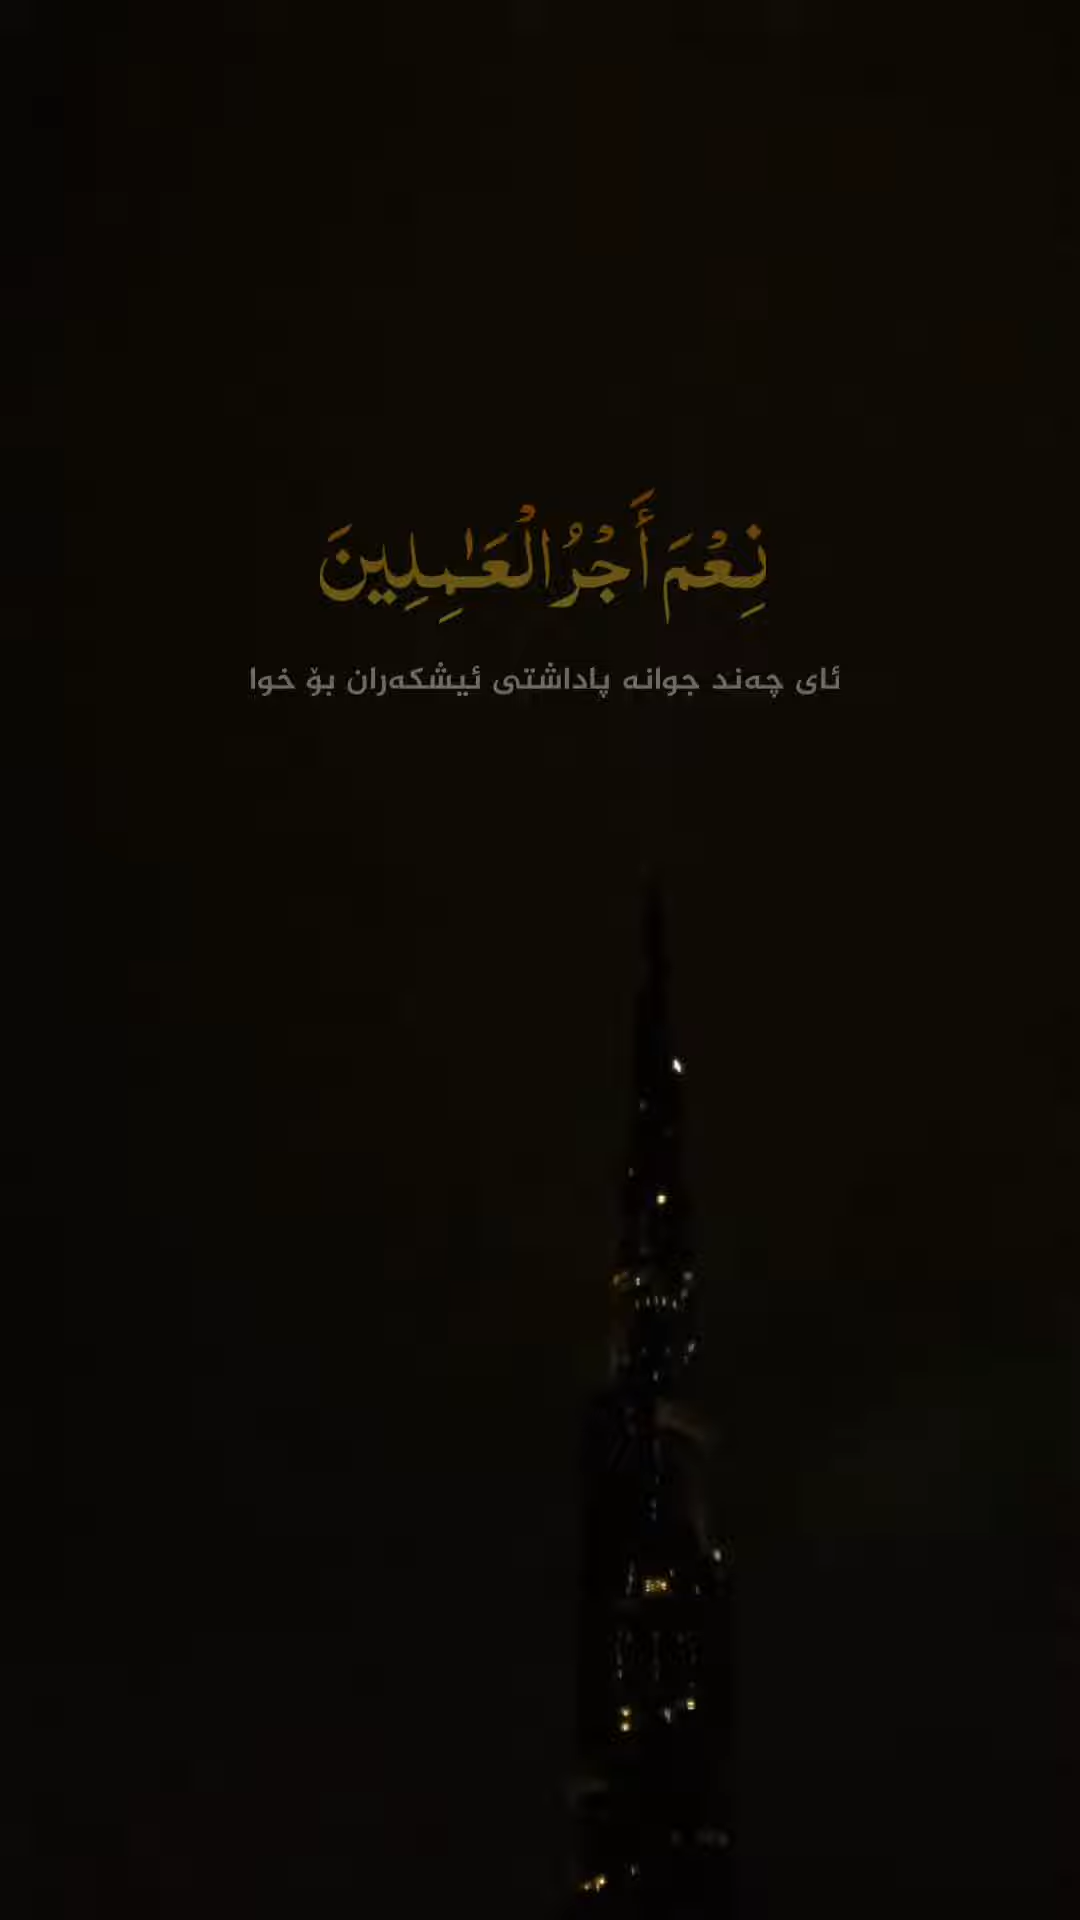 نِعْمَ أَجْرُ الْعَـٰمِلِينَ
ئای چەند جوانە پاداشتی ئیشکەران بۆ خوا